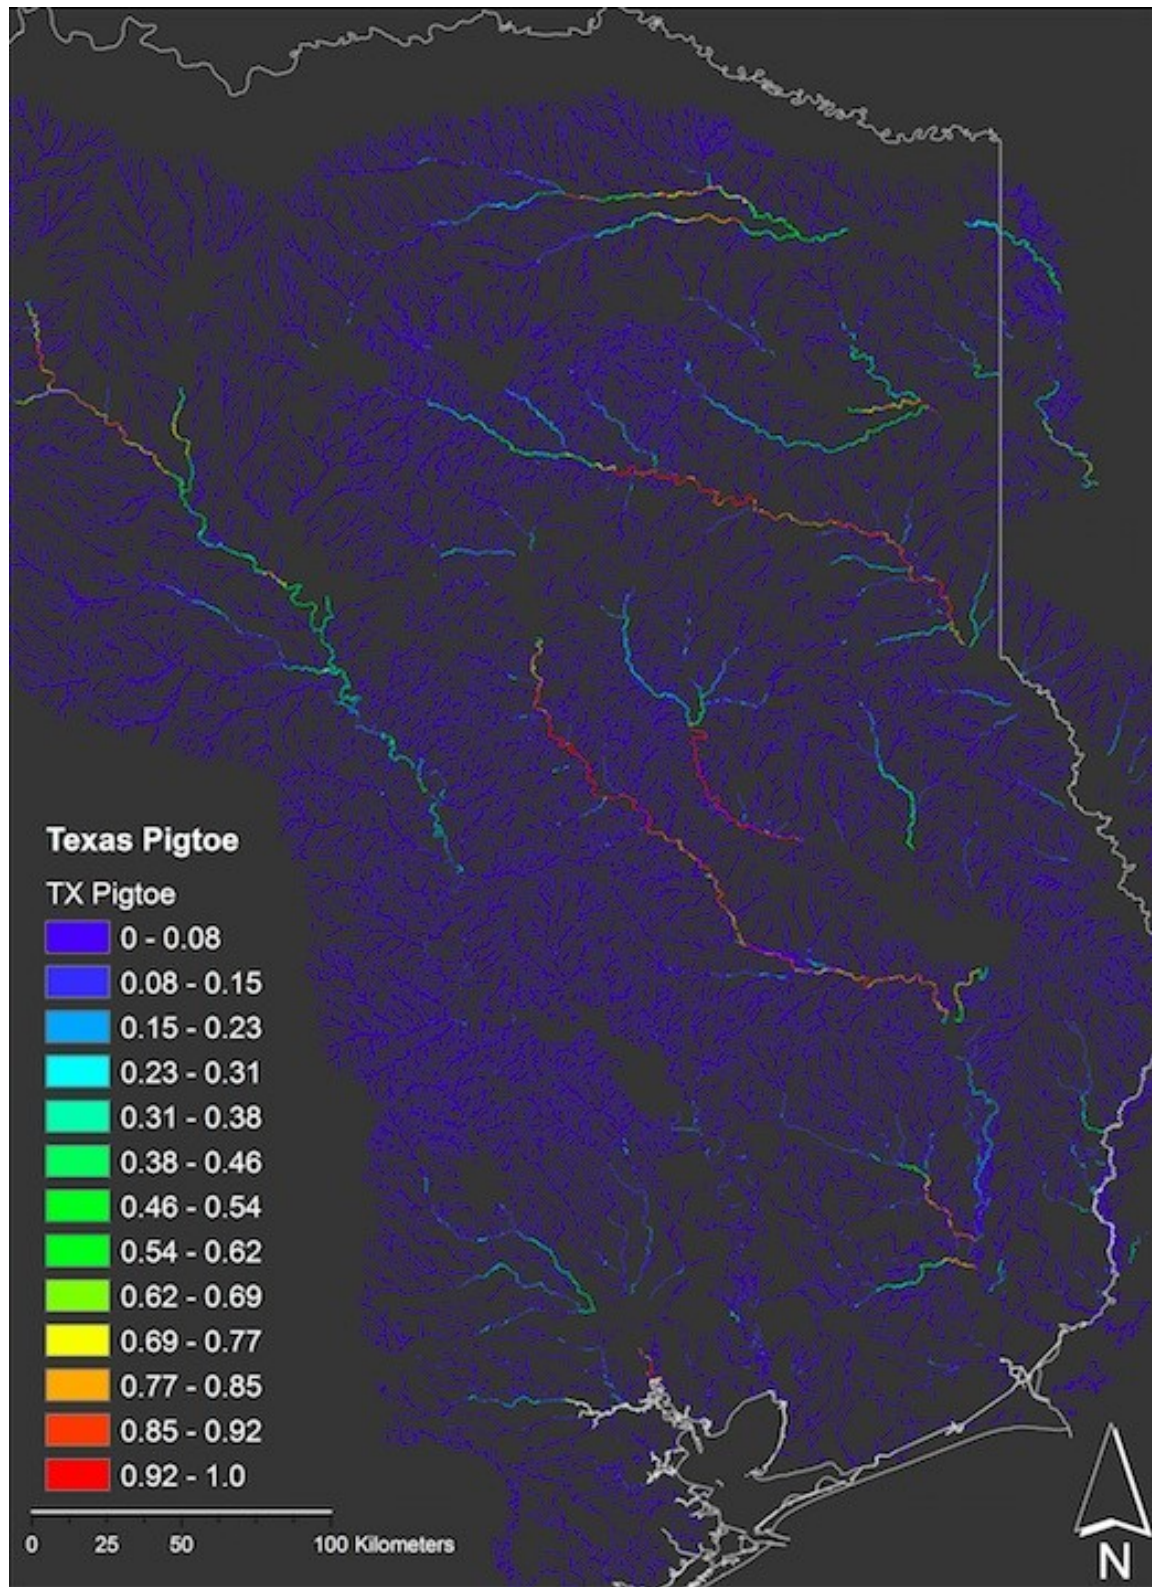 Texas Pigtoe
TX Pigtoe
0 - 0.08
0.08 - 0.15
0.15 - 0.23
0.23 - 0.31
0.31 - 0.38
0.38 - 0.46
0.46 - 0.54
0.54 - 0.62
0.62 - 0.69
0.69 - 0.77
0.77 - 0.85
0.85 - 0.92
0.92 - 1.0
0 25 50 100 Kilometers
N